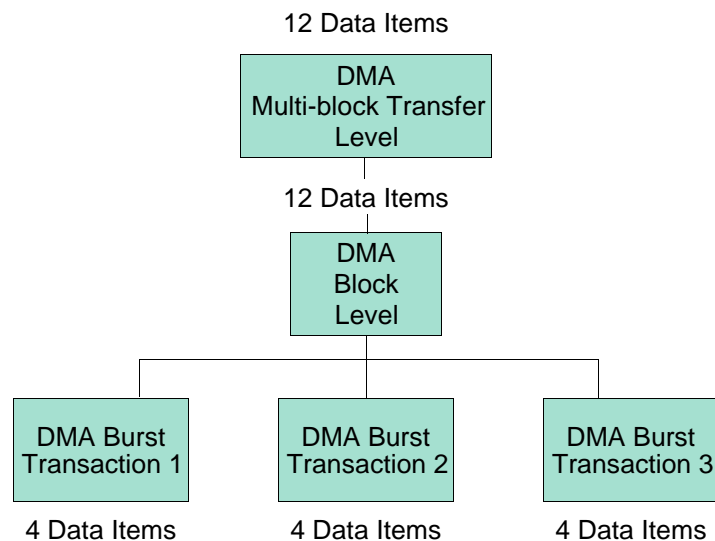 12 Data Items
DMA
Multi-block Transfer
Level
12 Data Items
DMA
Block
Level
DMA Burst
Transaction 1
DMA Burst
Transaction 2
DMA Burst
Transaction 3
4 Data Items
4 Data Items
4 Data Items